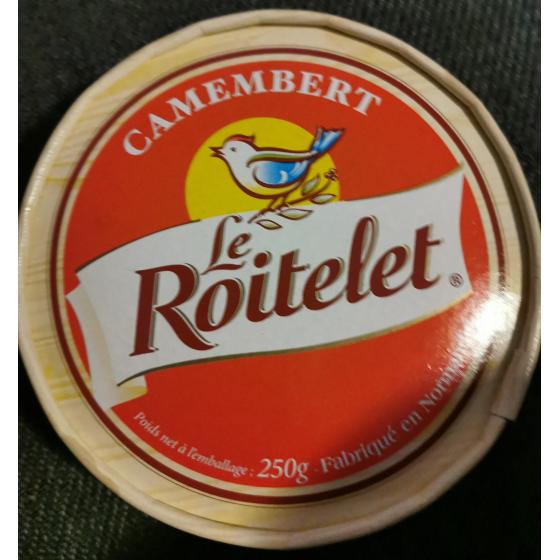 CAMEMBERT
Le
Roitelet®
Poids net à l'emballage : 250g - Fabriqué en